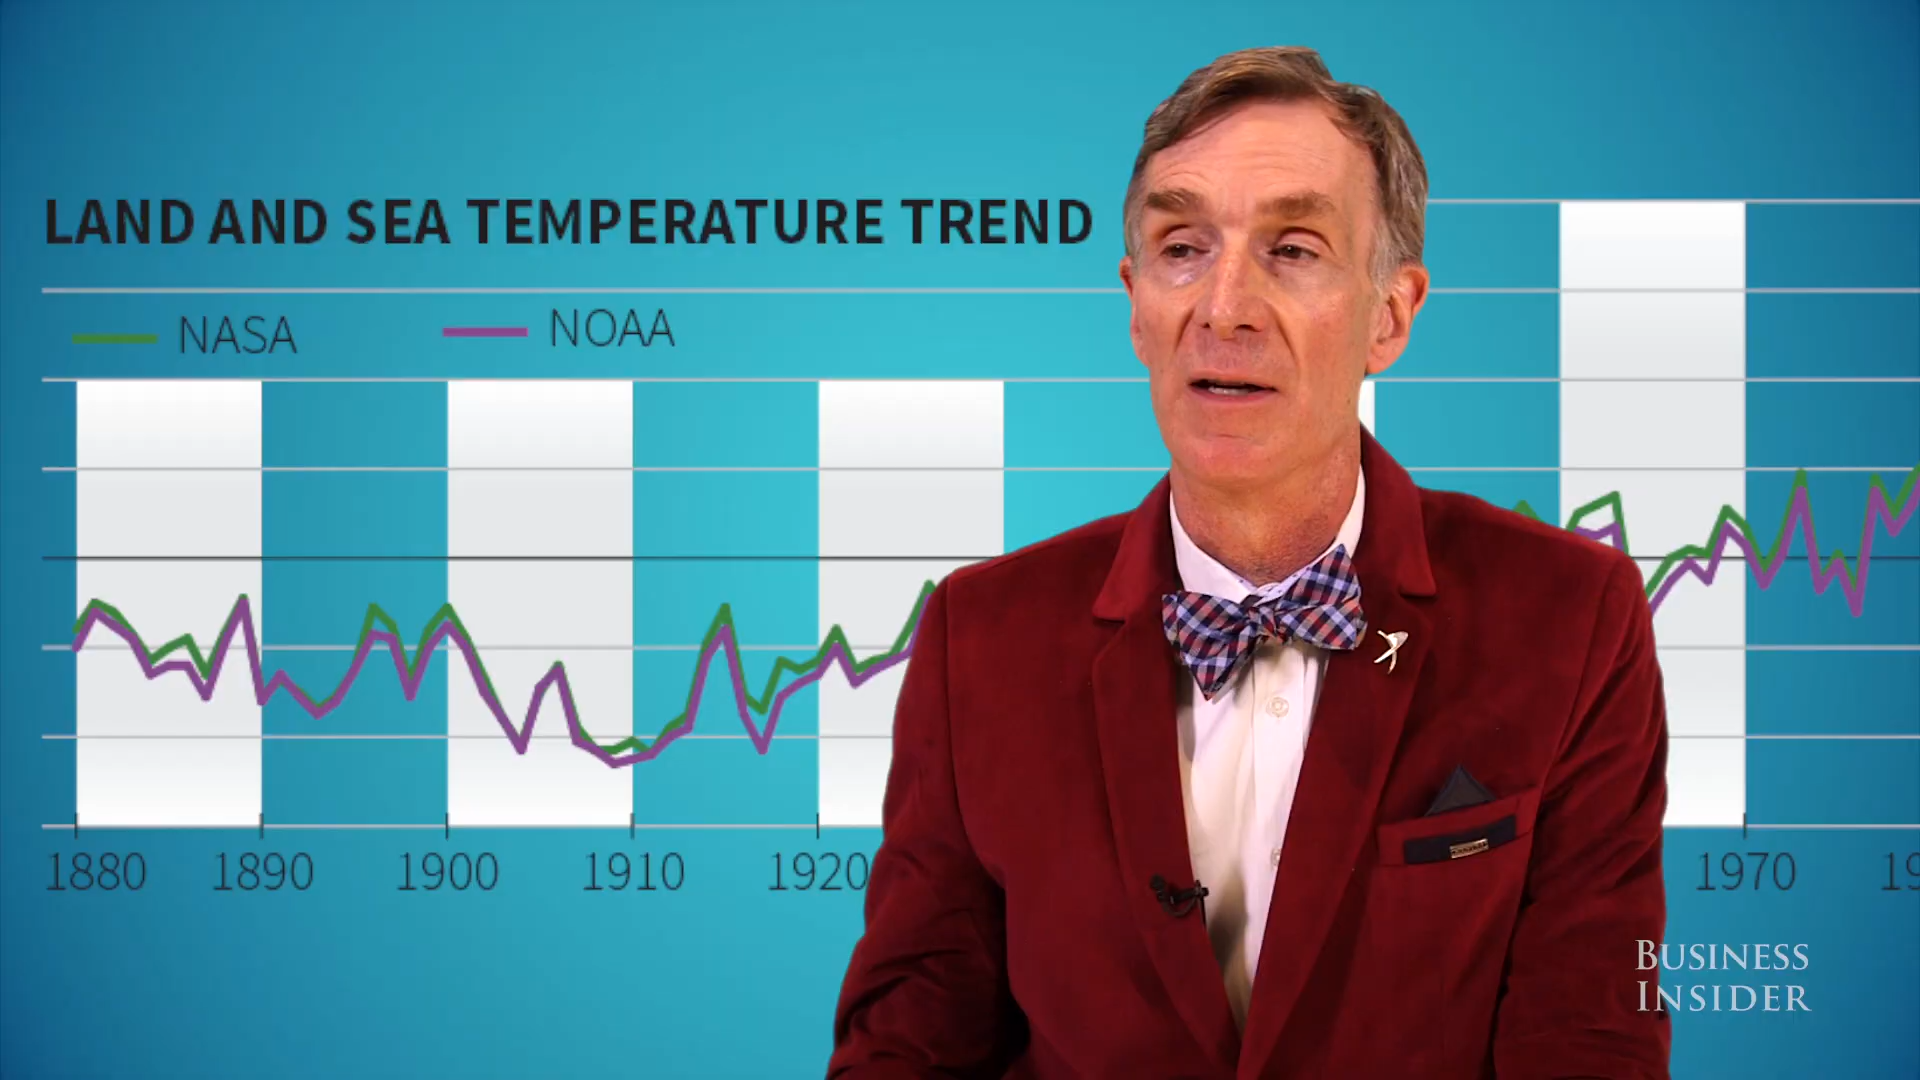 LAND AND SEA TEMPERATURE TREND
NASA NOAA
1880 1890 1900 1910 1920 1970
BUSINESS
INSIDER